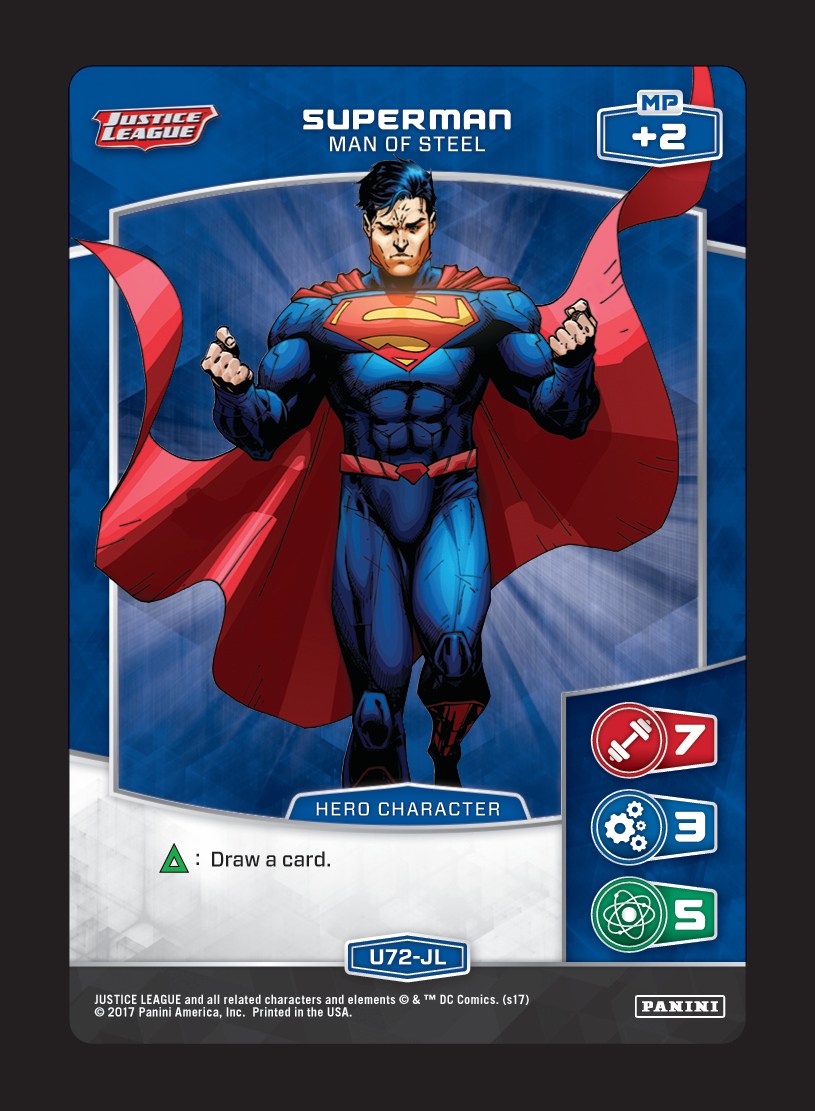 JUSTICE
LEAGUE
SUPERMAN
MAN OF STEEL
MP
+2
S
HERO CHARACTER
7
3
5
: Draw a card.
U72-JL
JUSTICE LEAGUE and all related characters and elements © & ™ DC Comics. (s17)
© 2017 Panini America, Inc. Printed in the USA.
PANINI